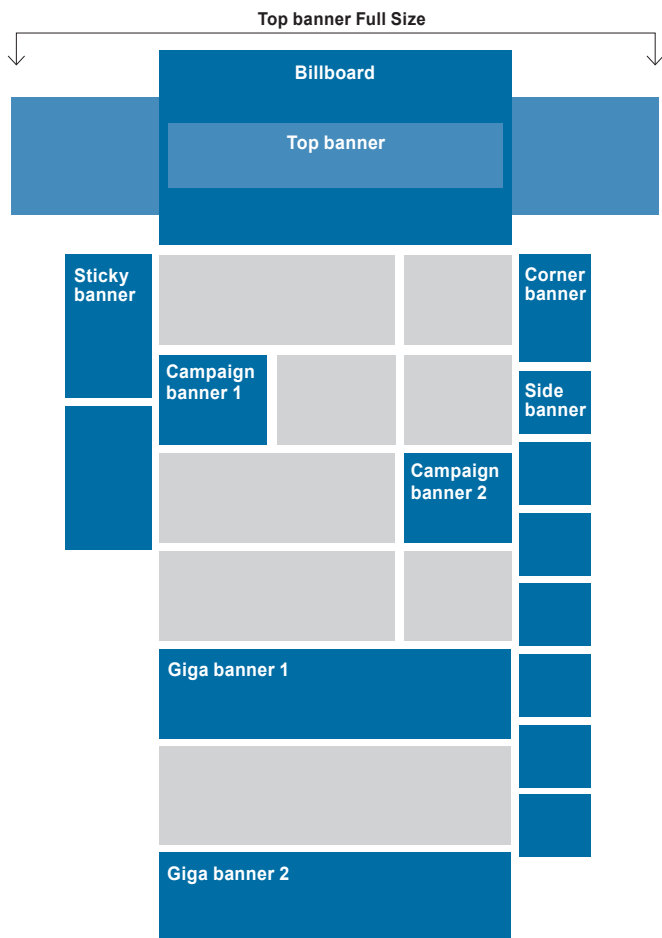 Top banner Full Size
Billboard
Top banner
Sticky
banner
Corner
banner
Campaign
banner 1
Side
banner
Campaign
banner 2
Giga banner 1
Giga banner 2